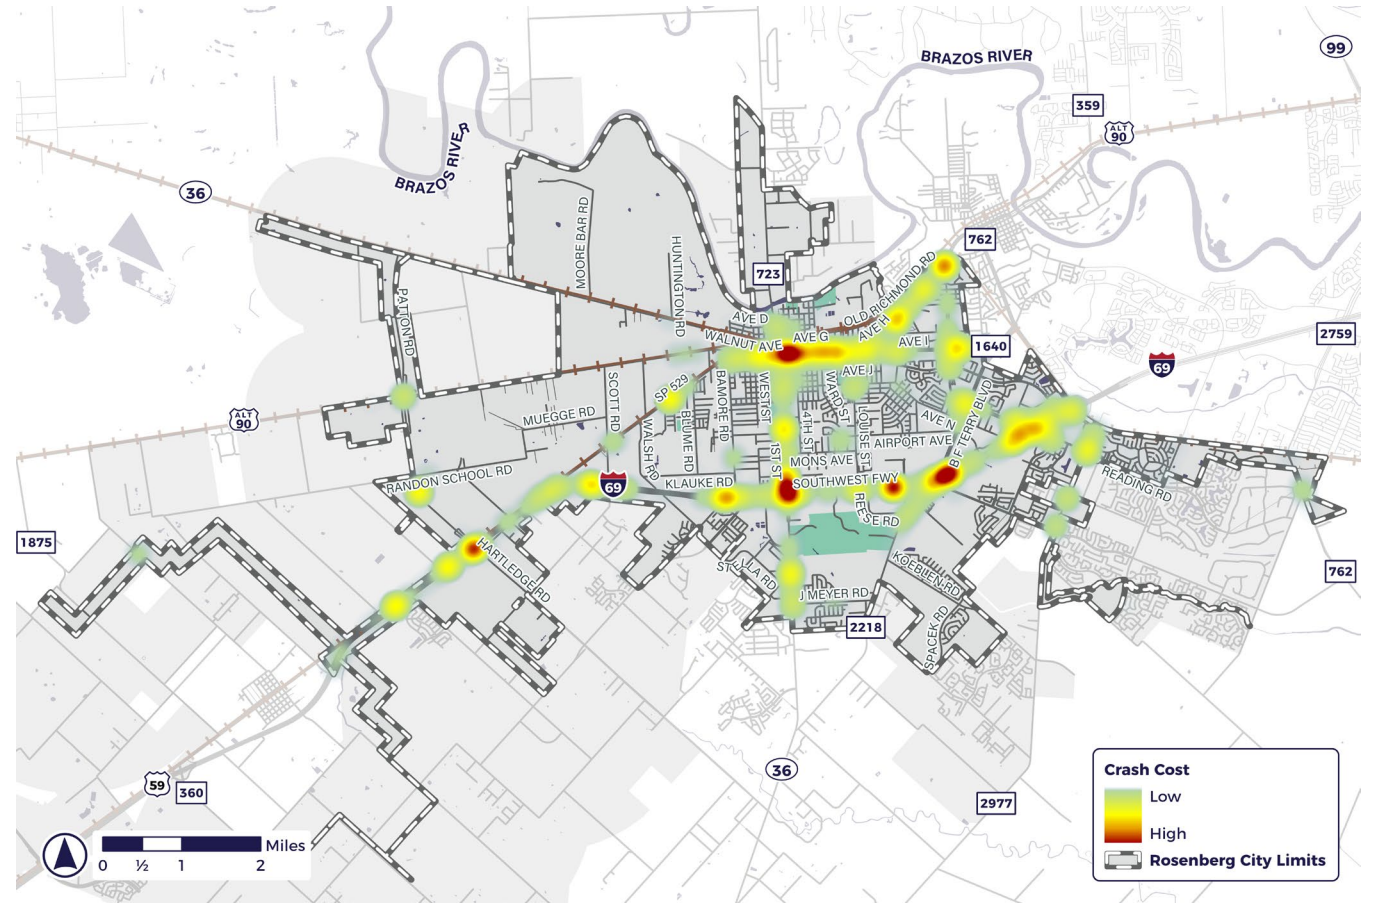 BRAZOS RIVER
99
359
ALT
90
BRAZOS RIVER
36
762
MOORE BAR RD
HUNTINGTON RD
723
OLD RICHMOND RD
PATTON RD
AVE D
WALNUT AVE
AVE G
AVE H
AVE I
1640
2759
69
AVE J
SP 529
SCOTT RD
BAMORE RD
WEST ST
WARD ST
MUEGGE RD
ALT
90
BLUME RD
WALSH RD
4TH ST
LOUISE ST
AVE N
AIRPORT AVE
B F TERRY BLVD
1ST ST
MONS AVE
RANDON SCHOOL RD
69
KLAUKE RD
SOUTHWEST FWY
READING RD
REESE RD
1875
HARTLEDGE RD
KOEBLEN RD
762
J MEYER RD
2218
SPACEK RD
36
59
360
2977
Crash Cost
Low
High
Rosenberg City Limits
Miles
0 ½ 1 2